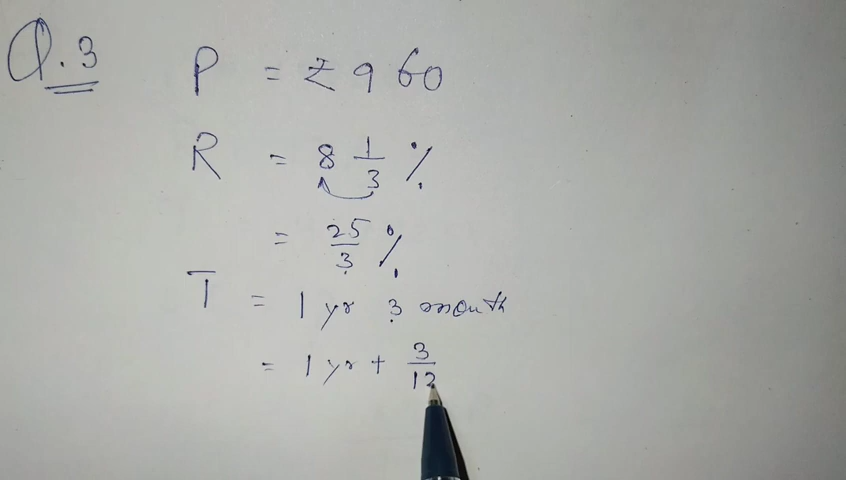 Q.3 P = ₹ 960
R = 8 1/3 %
= 25/3 %
T = 1 yr 3 month
= 1 yr + 3/12